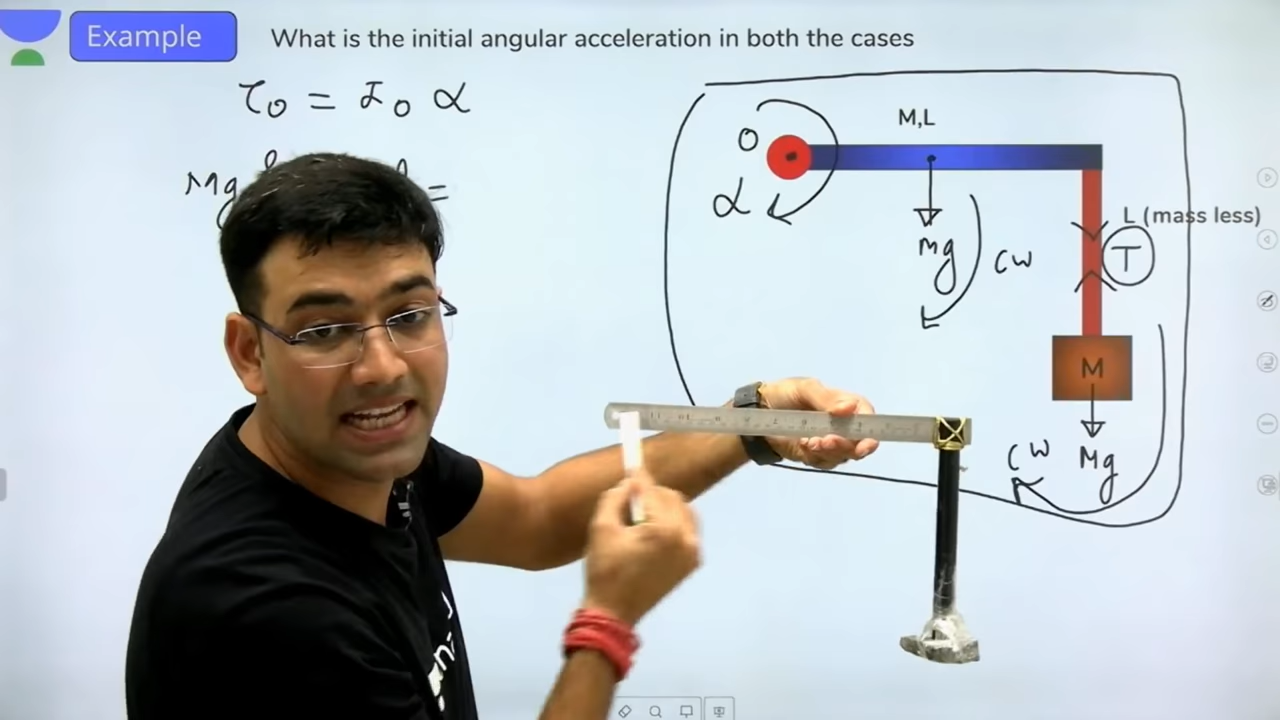 Example
What is the initial angular acceleration in both the cases
τ₀ = I₀ α
Mg
=
M,L
O
α
Mg
CW
L (mass less)
T
M
CW
Mg